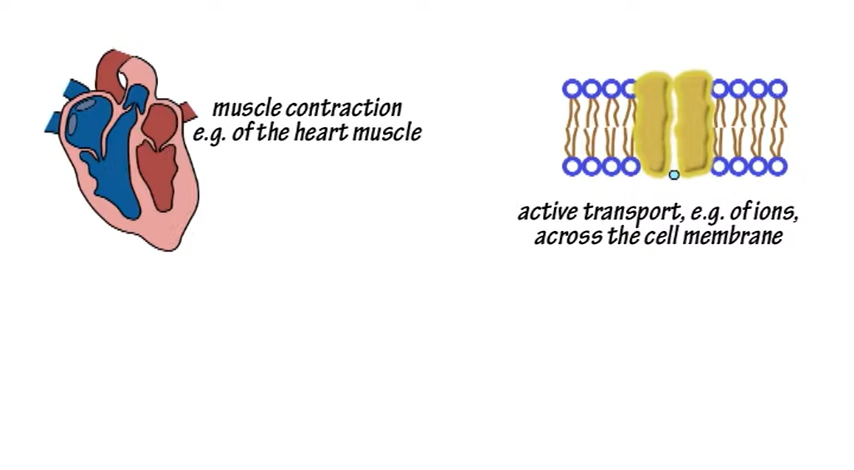 muscle contraction
e.g. of the heart muscle
active transport, e.g. of ions,
across the cell membrane